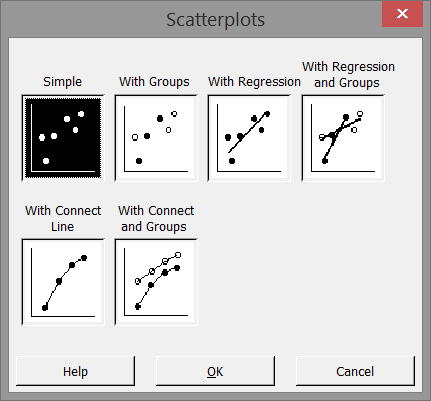 Scatterplots
Simple
With Groups
With Regression
With Regression
and Groups
With Connect
Line
With Connect
and Groups
Help
OK
Cancel